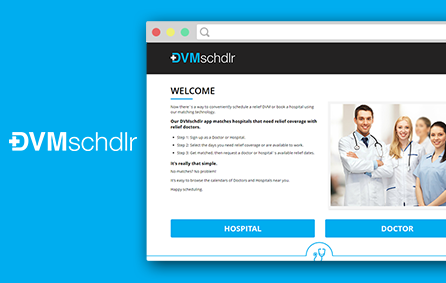 DVMschdlr
DVMschdlr
WELCOME
Now there's a way to conveniently schedule a relief DVM or book a hospital using
our matching technology.
Our DVMschdlr app matches hospitals that need relief coverage with
relief doctors.
Step 1: Sign up as a Doctor or Hospital.
Step 2: Select the days you need relief coverage or are available to work.
Step 3: Get matched, then request a doctor or hospital's available relief dates.
It's really that simple.
No matches? No problem!
It's easy to browse the calendars of Doctors and Hospitals near you.
Happy scheduling.
HOSPITAL
DOCTOR